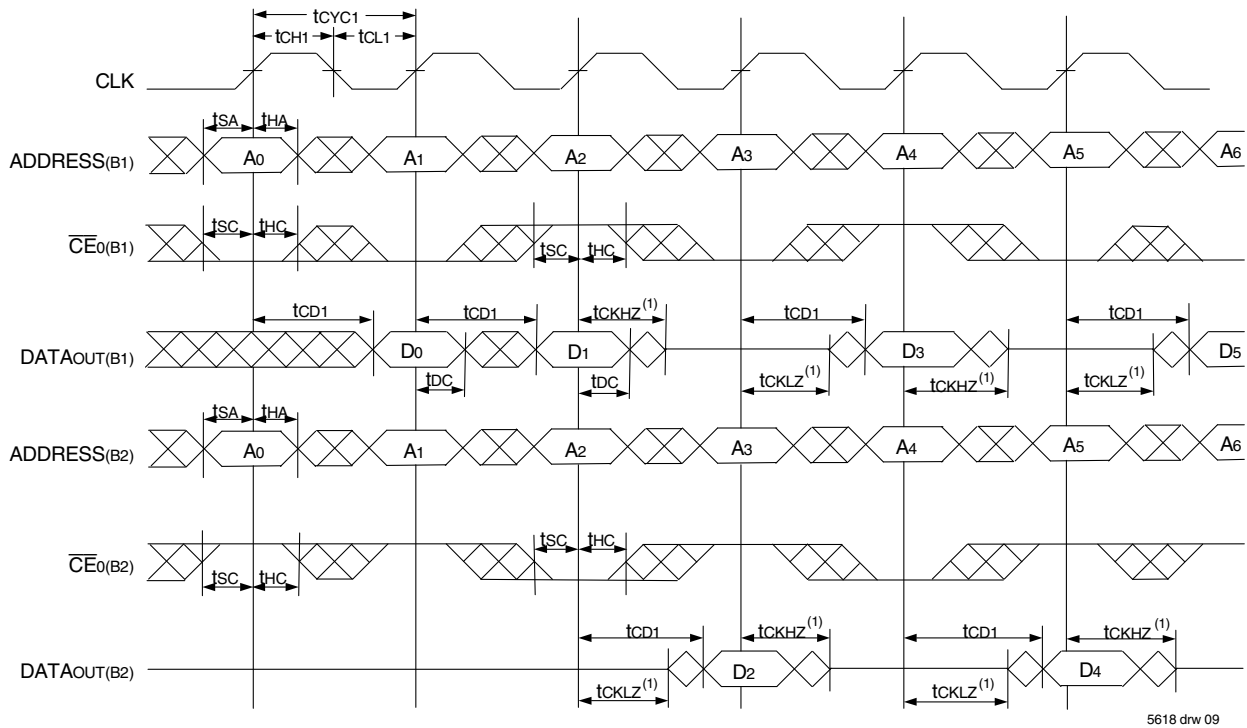 tCYC1
tCH1 tCL1
CLK
tSA tHA
ADDRESS(B1) A0 A1 A2 A3 A4 A5 A6
tSC tHC
CE0(B1)
tSC tHC
tCD1 tCD1 tCKHZ(1) tCD1 tCD1
DATAOUT(B1) D0 D1 D3 D5
tDC tDC tCKLZ(1) tCKHZ(1) tCKLZ(1)
tSA tHA
ADDRESS(B2) A0 A1 A2 A3 A4 A5 A6
tSC tHC
CE0(B2)
tSC tHC
tCD1 tCKHZ(1) tCD1 tCKHZ(1)
DATAOUT(B2) D2 D4
tCKLZ(1) tCKLZ(1)
5618 drw 09